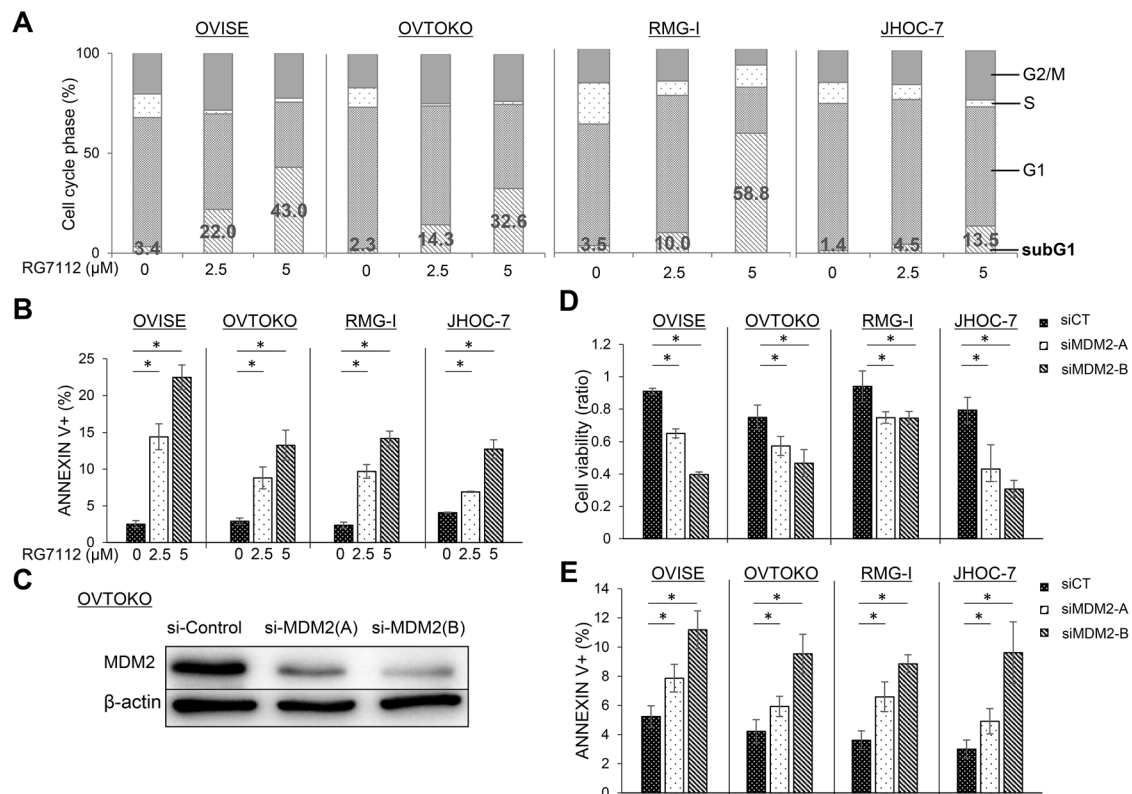 A
OVISE OVTOKO RMG-I JHOC-7
Cell cycle phase (%)
100
50
0
3.4 22.0 43.0 2.3 14.3 32.6 3.5 10.0 58.8 1.4 4.5 13.5
G2/M
S
G1
subG1
RG7112 (μM) 0 2.5 5 0 2.5 5 0 2.5 5 0 2.5 5
B
OVISE OVTOKO RMG-I JHOC-7
ANNEXIN V+ (%)
25
20
15
10
5
0
* * * * * * * *
RG7112 (μM) 0 2.5 5 0 2.5 5 0 2.5 5 0 2.5 5
C
OVTOKO
si-Control si-MDM2(A) si-MDM2(B)
MDM2
β-actin
D
OVISE OVTOKO RMG-I JHOC-7
siCT
siMDM2-A
siMDM2-B
Cell viability (ratio)
1.2
1
0.8
0.6
0.4
0.2
0
* * * * * * * *
E
OVISE OVTOKO RMG-I JHOC-7
siCT
siMDM2-A
siMDM2-B
ANNEXIN V+ (%)
14
12
10
8
6
4
2
0
* * * * * * * *